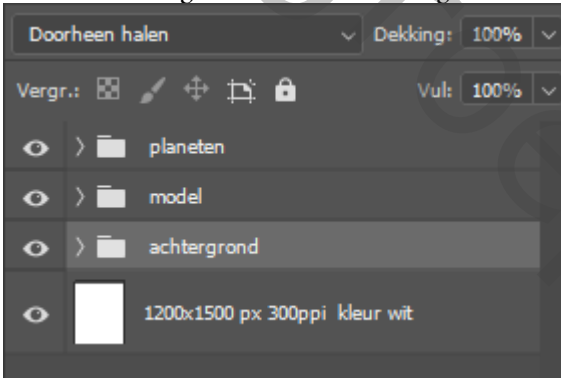 Doorheen halen Dekking: 100%
Vergr.: Vul: 100%
planeten
model
achtergrond
1200x1500 px 300ppi kleur wit